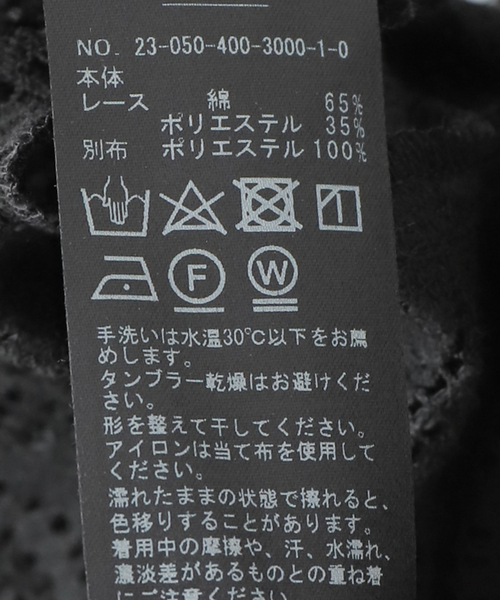 NO. 23-050-400-3000-1-0
本体
レース 綿 65%
ポリエステル 35%
別布 ポリエステル 100%
F W
手洗いは水温30℃以下をお薦
めします。
タンブラー乾燥はお避けくだ
さい。
形を整えて干してください。
アイロンは当て布を使用して
ください。
濡れたままの状態で擦れると、
色移りすることがあります。
着用中の摩擦や、汗、水濡れ、
濃淡差があるものとの重ね着
にご注意ください。